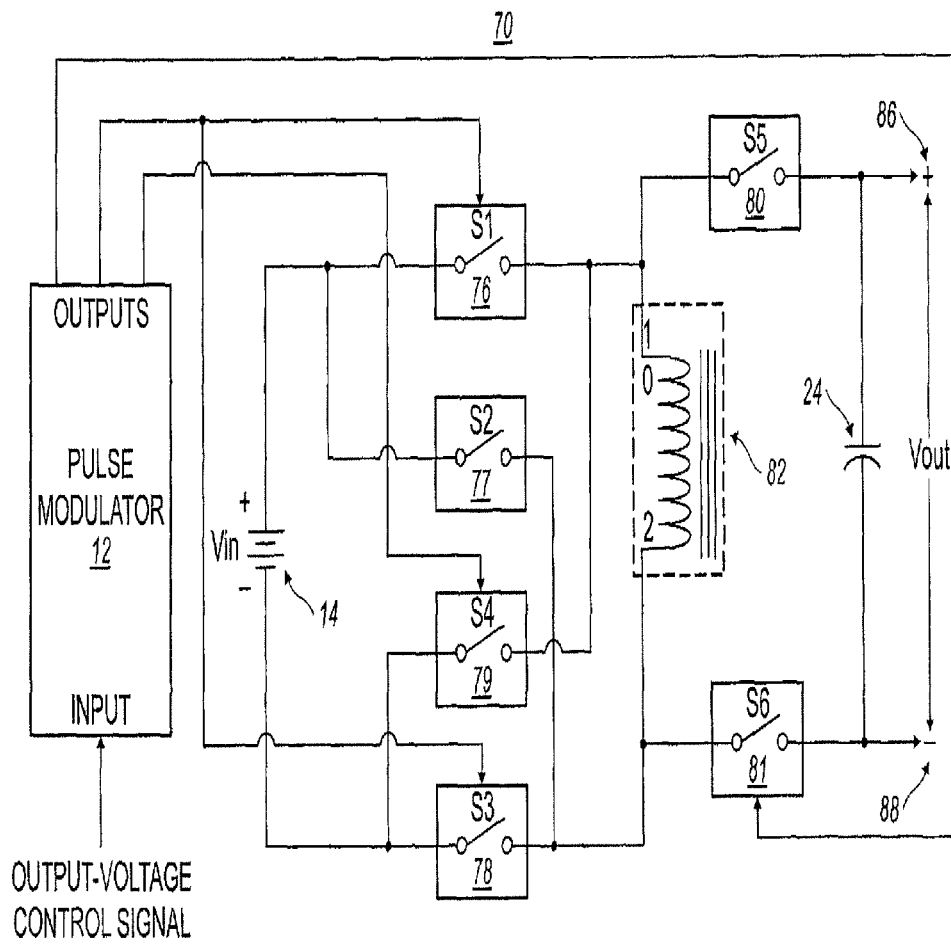 70
86
S5
80
+
S1
76
OUTPUTS
PULSE
MODULATOR
12
INPUT
S2
77
1
0
2
82
24
Vout
+
Vin
-
14
S4
79
S6
81
-
88
S3
78
OUTPUT-VOLTAGE
CONTROL SIGNAL